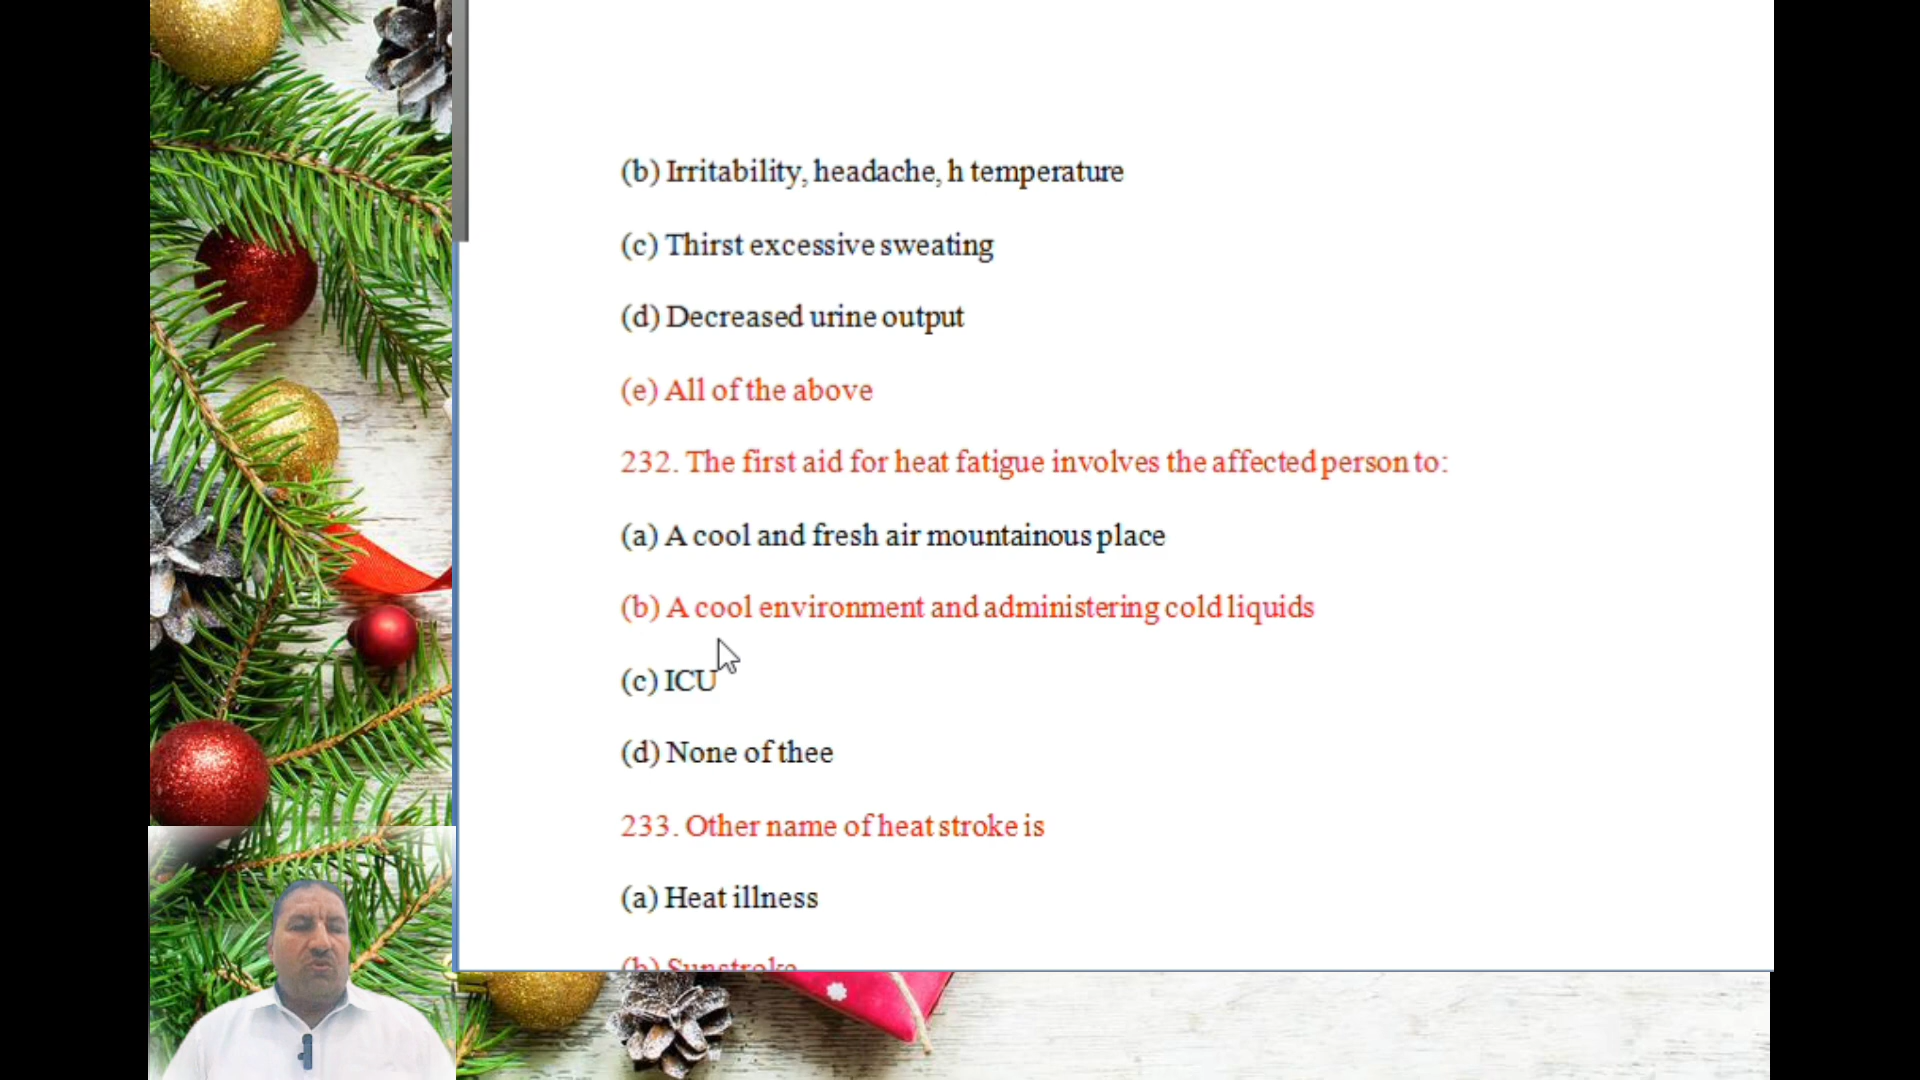 (b) Irritability, headache, h temperature
(c) Thirst excessive sweating
(d) Decreased urine output
(e) All of the above
232. The first aid for heat fatigue involves the affected person to:
(a) A cool and fresh air mountainous place
(b) A cool environment and administering cold liquids
(c) ICU
(d) None of thee
233. Other name of heat stroke is
(a) Heat illness
(b) Sunstroke